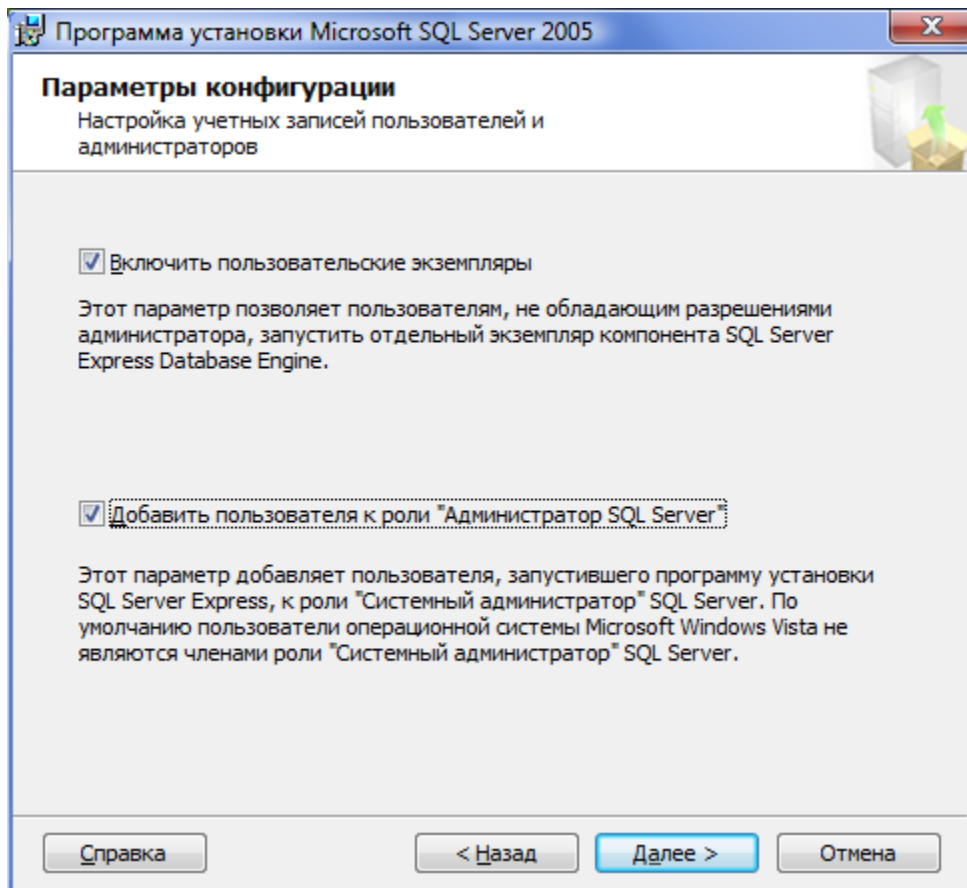 Программа установки Microsoft SQL Server 2005
Параметры конфигурации
Настройка учетных записей пользователей и
администраторов
Включить пользовательские экземпляры
Этот параметр позволяет пользователям, не обладающим разрешениями
администратора, запустить отдельный экземпляр компонента SQL Server
Express Database Engine.
Добавить пользователя к роли "Администратор SQL Server"
Этот параметр добавляет пользователя, запустившего программу установки
SQL Server Express, к роли "Системный администратор" SQL Server. По
умолчанию пользователи операционной системы Microsoft Windows Vista не
являются членами роли "Системный администратор" SQL Server.
Справка
< Назад
Далее >
Отмена